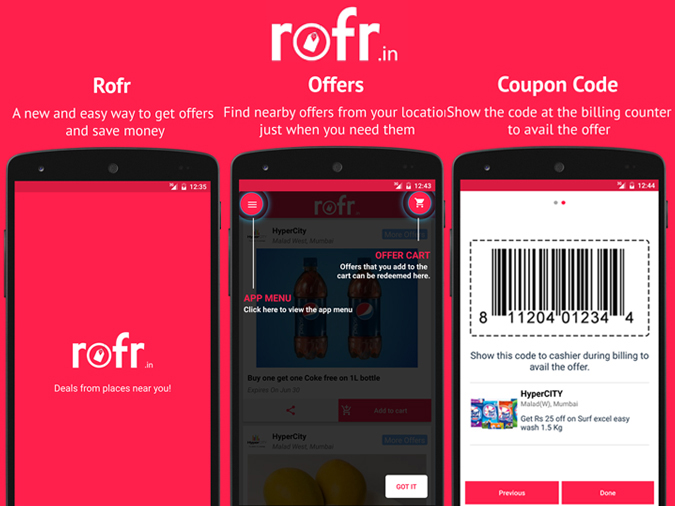 rofr.in
Rofr
A new and easy way to get offers
and save money
Offers
Find nearby offers from your location
just when you need them
Coupon Code
Show the code at the billing counter
to avail the offer
12:35
rofr.in
Deals from places near you!
12:43
rofr
HyperCity
Malad West, Mumbai
More Offers
OFFER CART
Offers that you add to the
cart can be redeemed here.
APP MENU
Click here to view the app menu
pepsi
Buy one get one Coke free on 1L bottle
Expires On Jun 30
Add to cart
HyperCity
Malad West, Mumbai
More Offers
GOT IT
12:44
8 11204 01234 4
Show this code to cashier during billing to
avail the offer.
HyperCITY
Malad(W), Mumbai
Get Rs 25 off on Surf excel easy
wash 1.5 Kg
Previous
Done